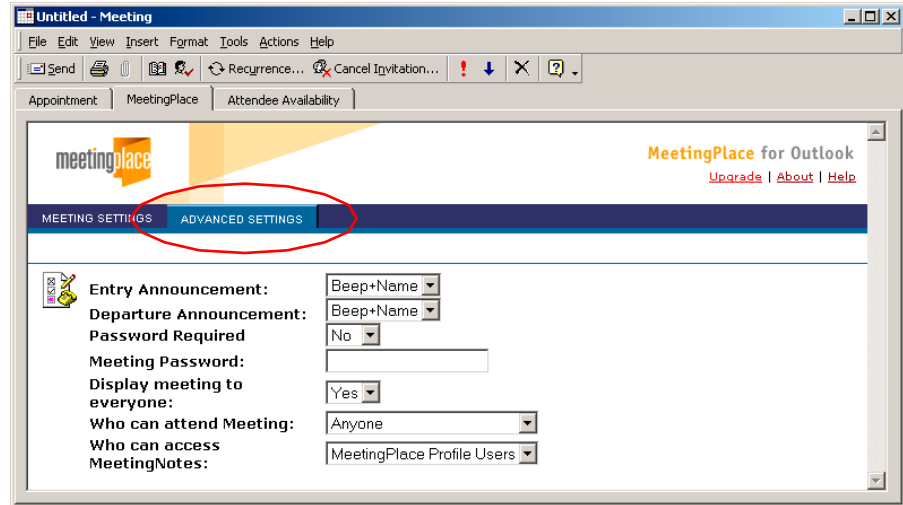 Untitled - Meeting
File Edit View Insert Format Tools Actions Help
Send Recurrence... Cancel Invitation...
Appointment MeetingPlace Attendee Availability
meetingplace
MeetingPlace for Outlook
Upgrade | About | Help
MEETING SETTINGS ADVANCED SETTINGS
Entry Announcement: Beep+Name
Departure Announcement: Beep+Name
Password Required No
Meeting Password:
Display meeting to
everyone: Yes
Who can attend Meeting: Anyone
Who can access
MeetingNotes: MeetingPlace Profile Users